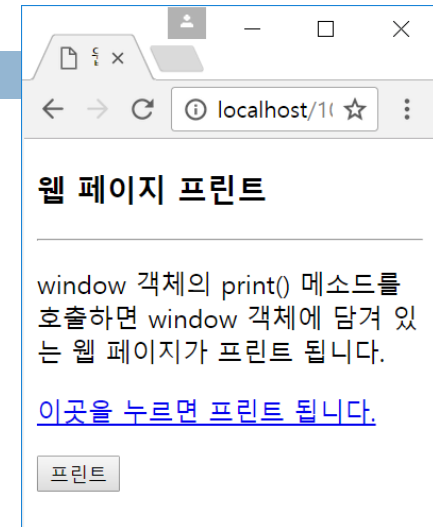 localhost/10
웹 페이지 프린트
window 객체의 print() 메소드를
호출하면 window 객체에 담겨 있
는 웹 페이지가 프린트 됩니다.
이곳을 누르면 프린트 됩니다.
프린트